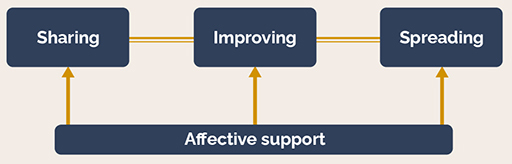 Sharing
Improving
Spreading
Affective support